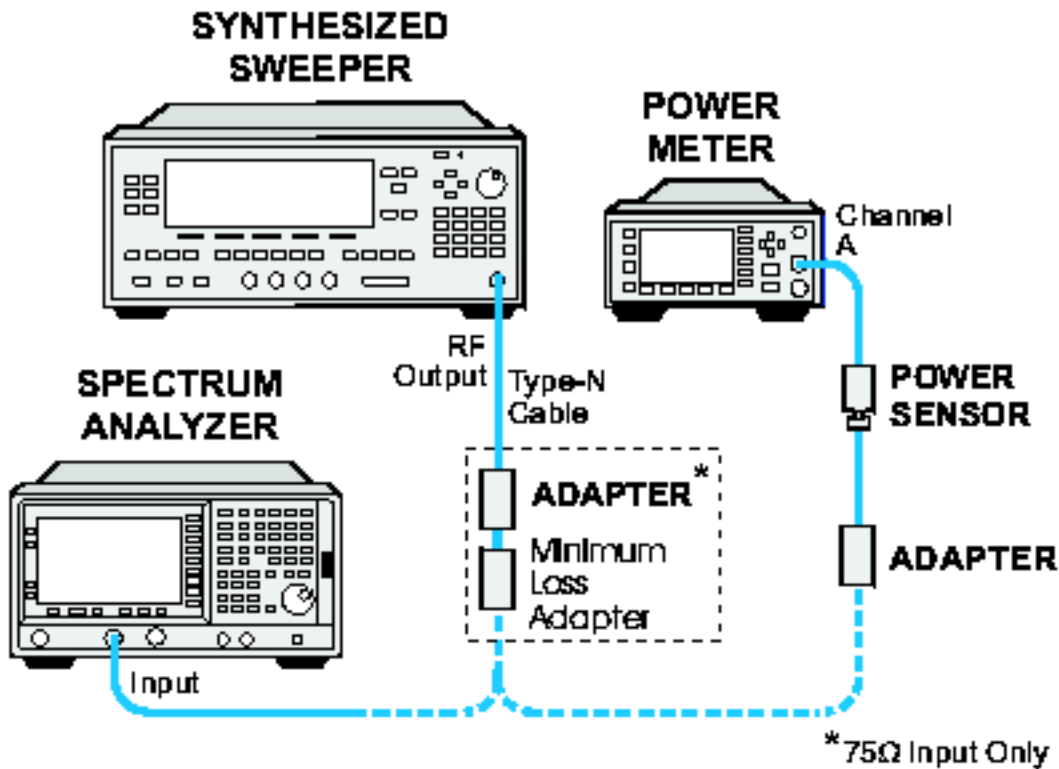 SYNTHESIZED
SWEEPER
POWER
METER
Channel
A
RF
Output
Type-N
Cable
SPECTRUM
ANALYZER
POWER
SENSOR
ADAPTER*
Minimum
Loss
Adapter
ADAPTER
Input
*75Ω Input Only